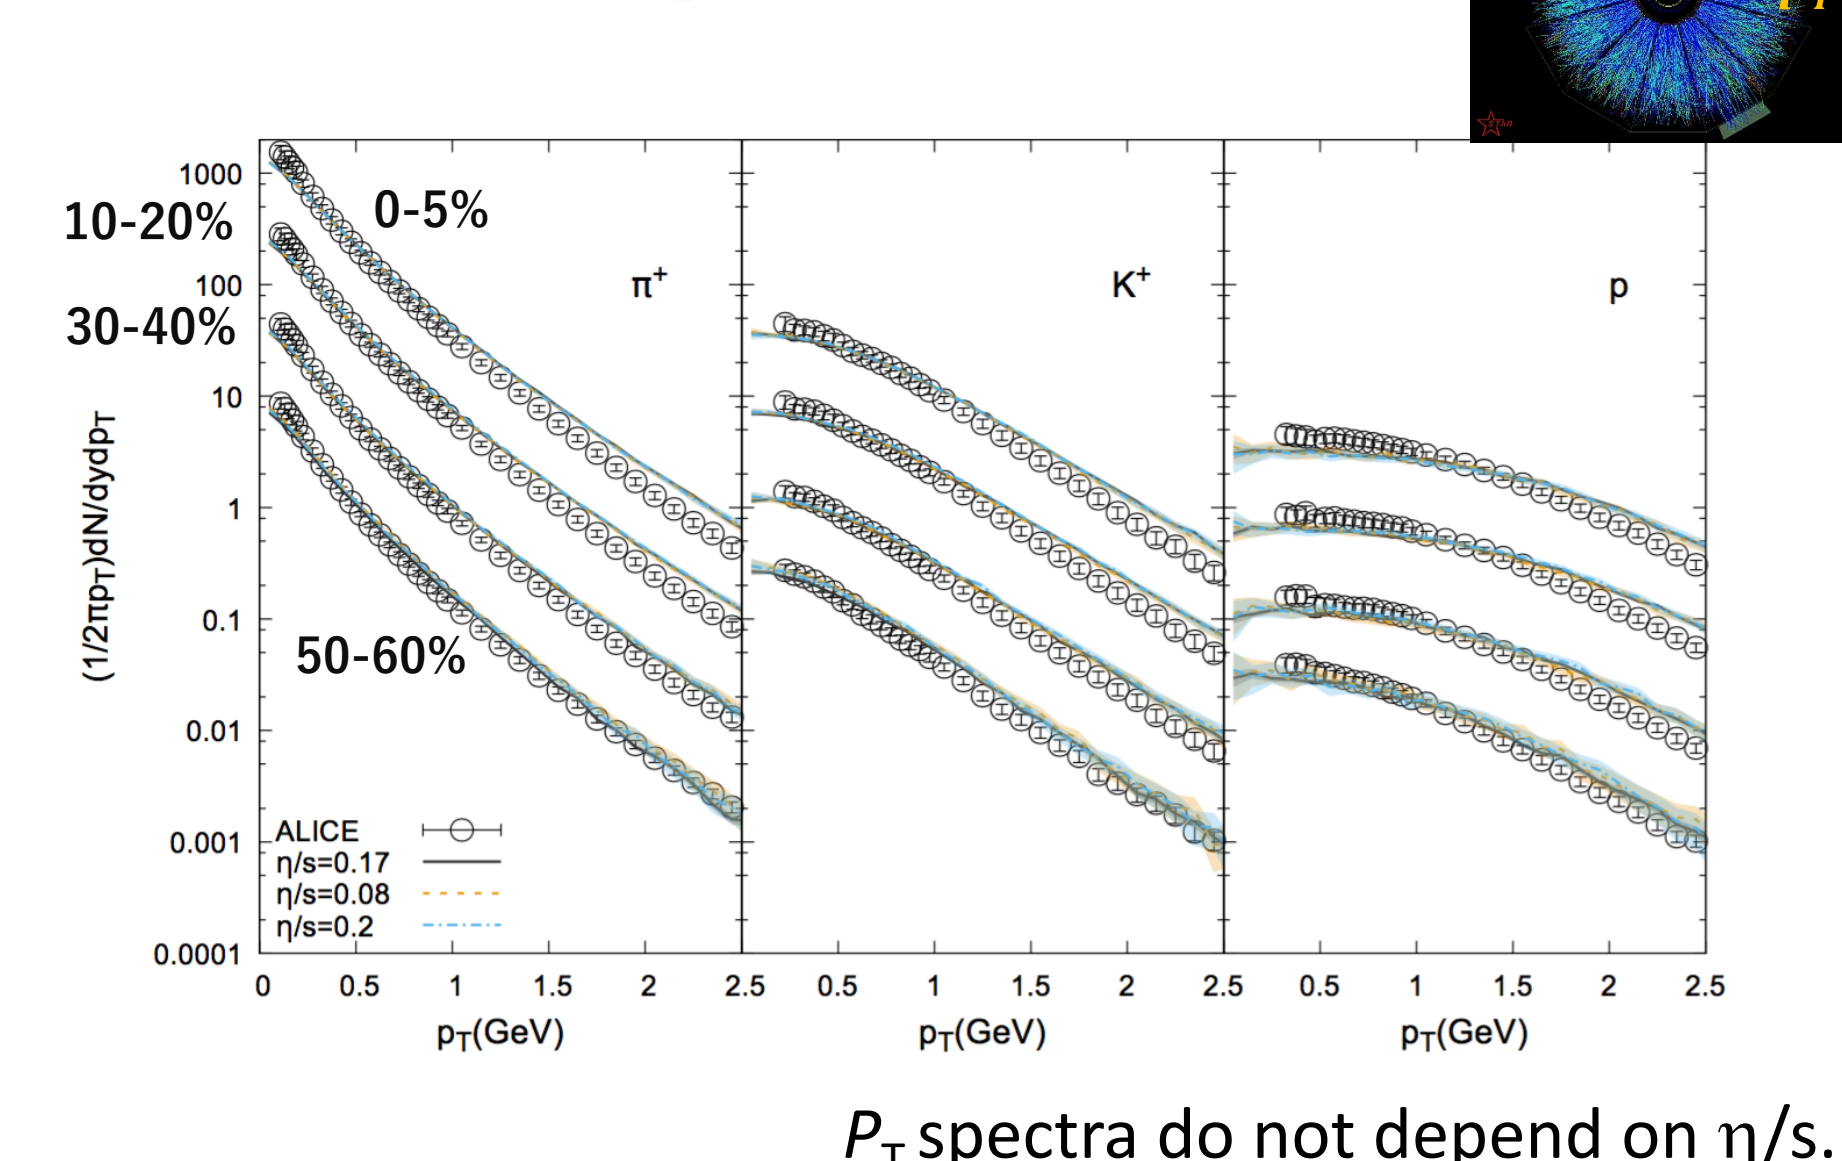 p T
STAR
1000
100
10
1
0.1
0.01
0.001
0.0001
(1/2πpT)dN/dydpT
10-20%
0-5%
30-40%
50-60%
π+
K+
p
ALICE
η/s=0.17
η/s=0.08
η/s=0.2
0 0.5 1 1.5 2 2.5 0.5 1 1.5 2 2.5 0.5 1 1.5 2 2.5
pT(GeV) pT(GeV) pT(GeV)
PT spectra do not depend on η/s.